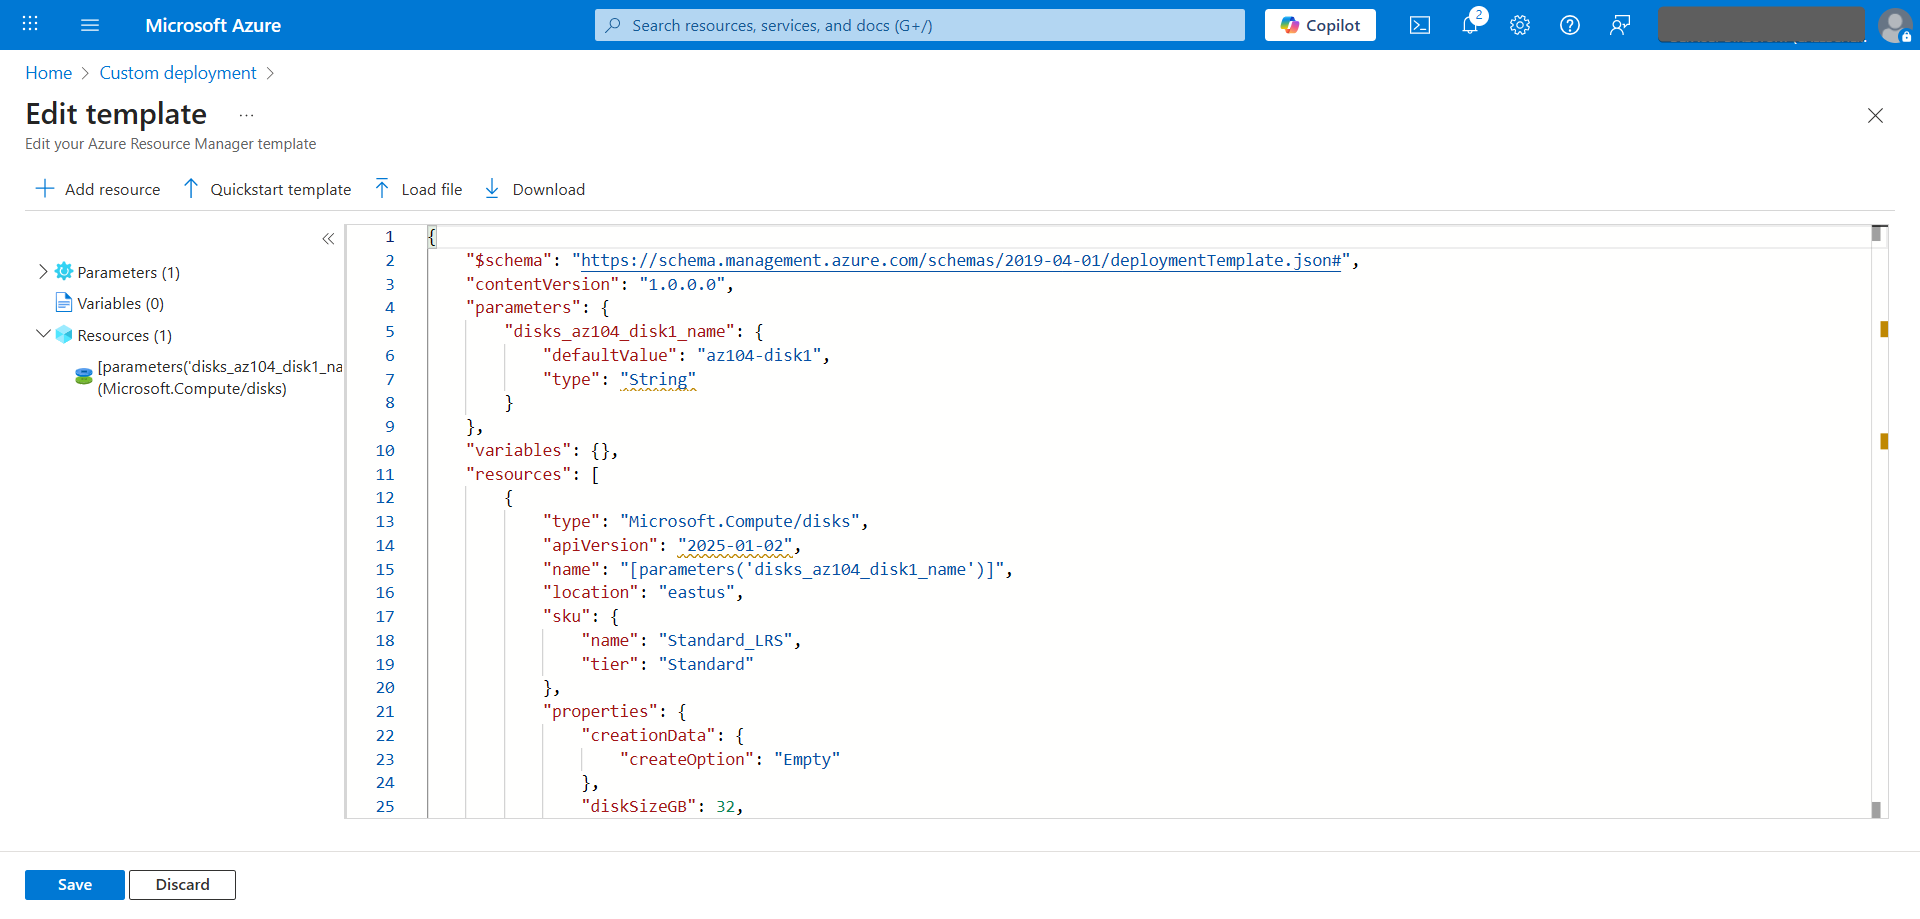 Microsoft Azure
Search resources, services, and docs (G+/)
Copilot
2
Home > Custom deployment >
Edit template ...
Edit your Azure Resource Manager template
Add resource
Quickstart template
Load file
Download
Parameters (1)
Variables (0)
Resources (1)
[parameters('disks_az104_disk1_na
(Microsoft.Compute/disks)
1 {
2 "$schema": "https://schema.management.azure.com/schemas/2019-04-01/deploymentTemplate.json#",
3 "contentVersion": "1.0.0.0",
4 "parameters": {
5 "disks_az104_disk1_name": {
6 "defaultValue": "az104-disk1",
7 "type": "String"
8 }
9 },
10 "variables": {},
11 "resources": [
12 {
13 "type": "Microsoft.Compute/disks",
14 "apiVersion": "2025-01-02",
15 "name": "[parameters('disks_az104_disk1_name')]",
16 "location": "eastus",
17 "sku": {
18 "name": "Standard_LRS",
19 "tier": "Standard"
20 },
21 "properties": {
22 "creationData": {
23 "createOption": "Empty"
24 },
25 "diskSizeGB": 32,
Save
Discard